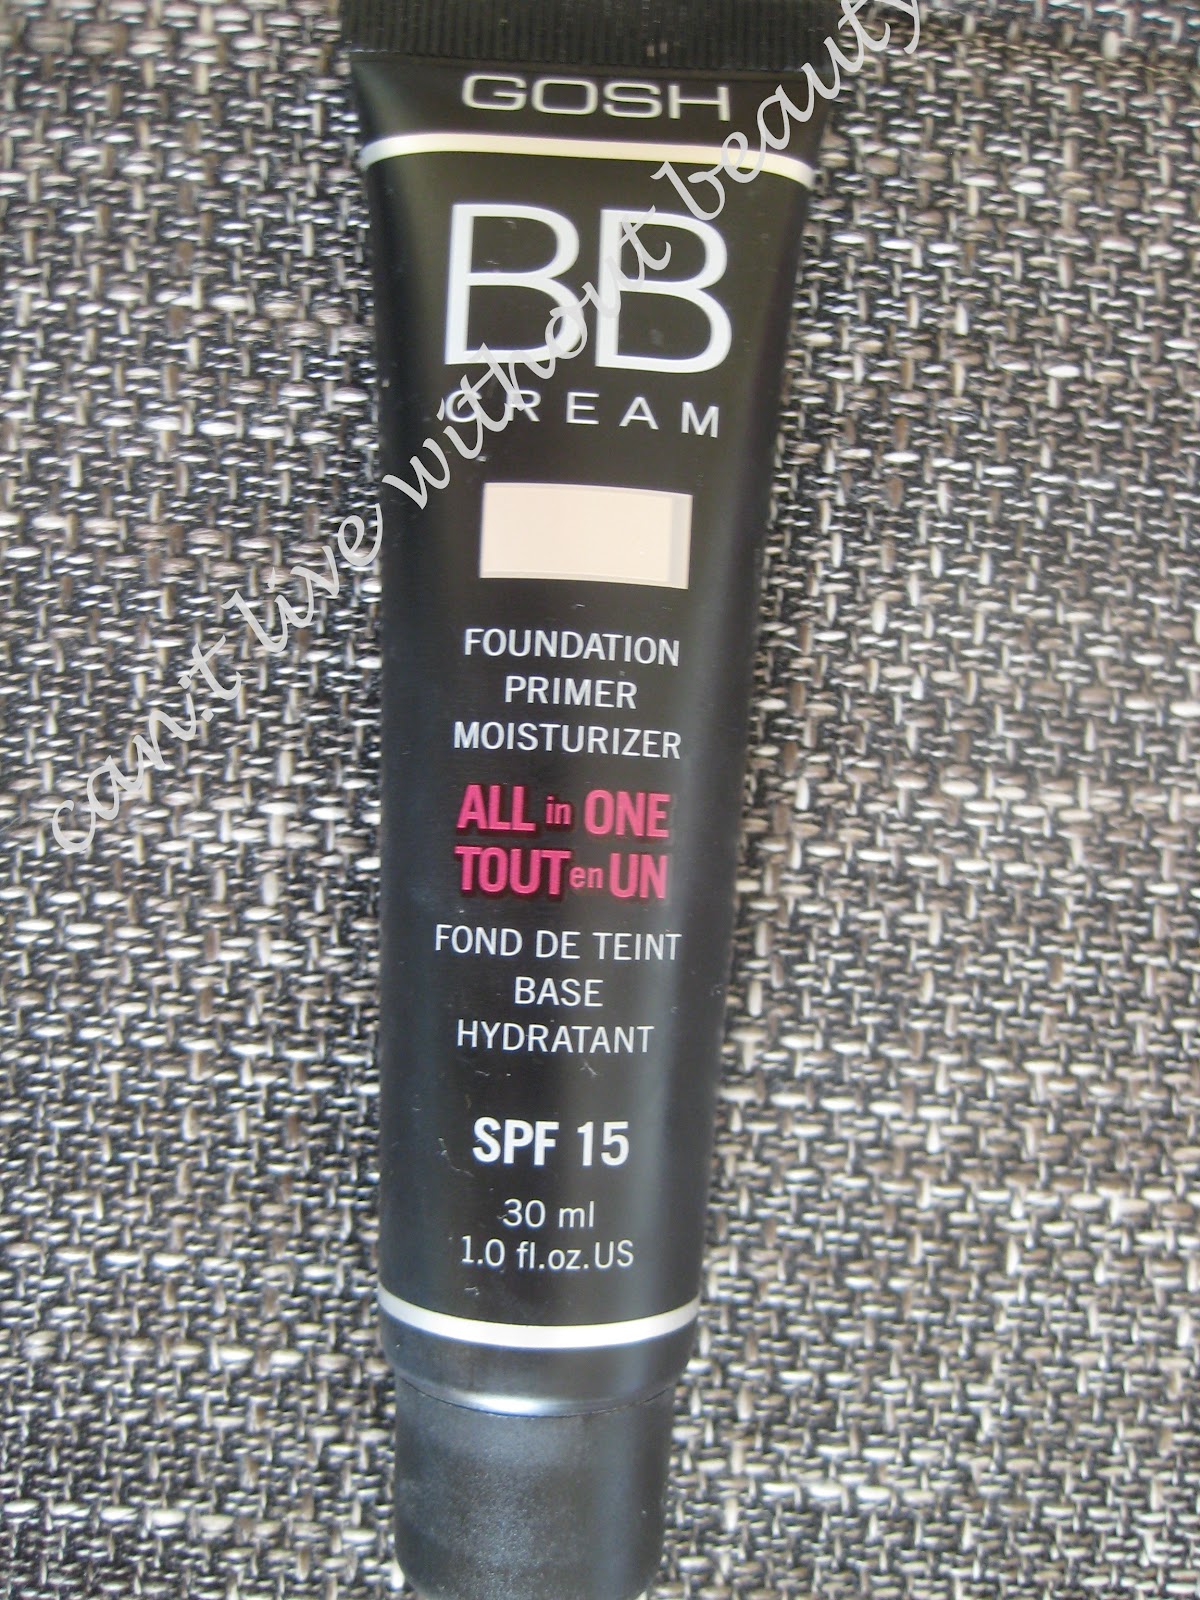 GOSH
BB
CREAM
FOUNDATION
PRIMER
MOISTURIZER
ALL in ONE
TOUT en UN
FOND DE TEINT
BASE
HYDRATANT
SPF 15
30 ml
1.0 fl.oz.US
can:t live without beauty